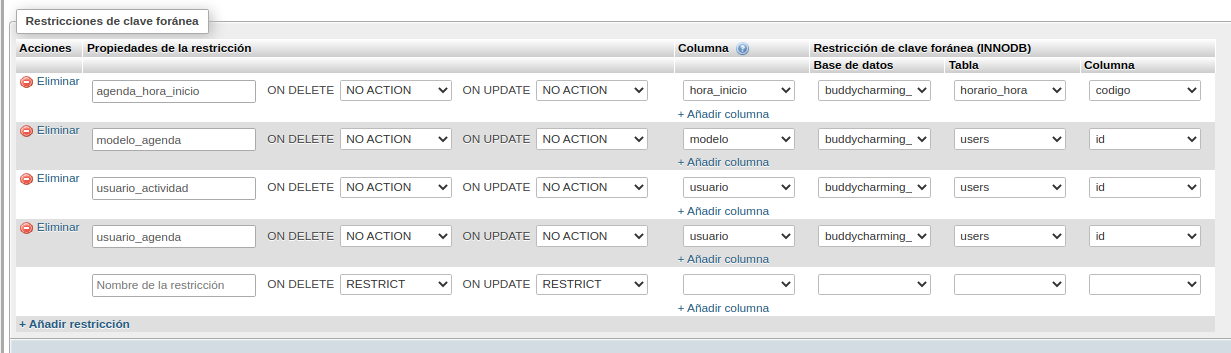 Restricciones de clave foránea
Acciones Propiedades de la restricción Columna Restricción de clave foránea (INNODB)
Base de datos Tabla Columna
Eliminar agenda_hora_inicio ON DELETE NO ACTION ON UPDATE NO ACTION hora_inicio buddycharming_ horario_hora codigo
+ Añadir columna
Eliminar modelo_agenda ON DELETE NO ACTION ON UPDATE NO ACTION modelo buddycharming_ users id
+ Añadir columna
Eliminar usuario_actividad ON DELETE NO ACTION ON UPDATE NO ACTION usuario buddycharming_ users id
+ Añadir columna
Eliminar usuario_agenda ON DELETE NO ACTION ON UPDATE NO ACTION usuario buddycharming_ users id
+ Añadir columna
Nombre de la restricción ON DELETE RESTRICT ON UPDATE RESTRICT
+ Añadir columna
+ Añadir restricción